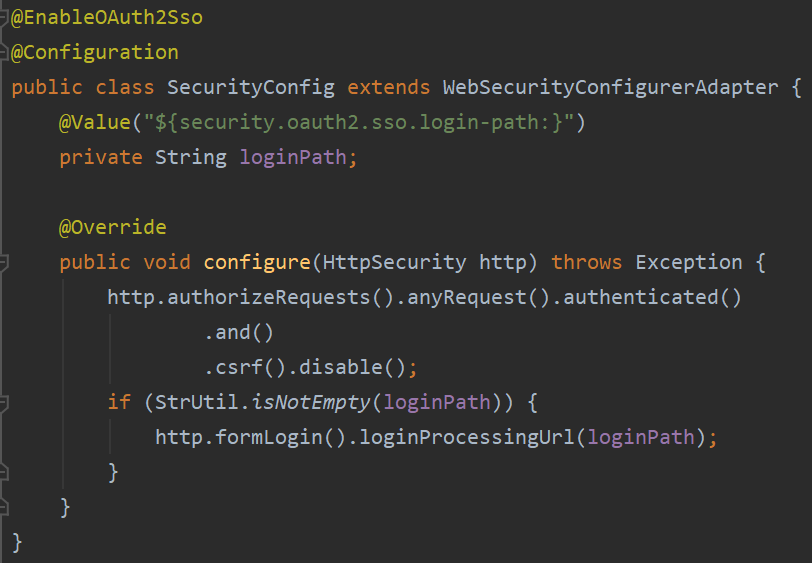 @EnableOAuth2Sso
@Configuration
public class SecurityConfig extends WebSecurityConfigurerAdapter {
    @Value("${security.oauth2.sso.login-path:}")
    private String loginPath;

    @Override
    public void configure(HttpSecurity http) throws Exception {
        http.authorizeRequests().anyRequest().authenticated()
                .and()
                .csrf().disable();
        if (StrUtil.isNotEmpty(loginPath)) {
            http.formLogin().loginProcessingUrl(loginPath);
        }
    }
}